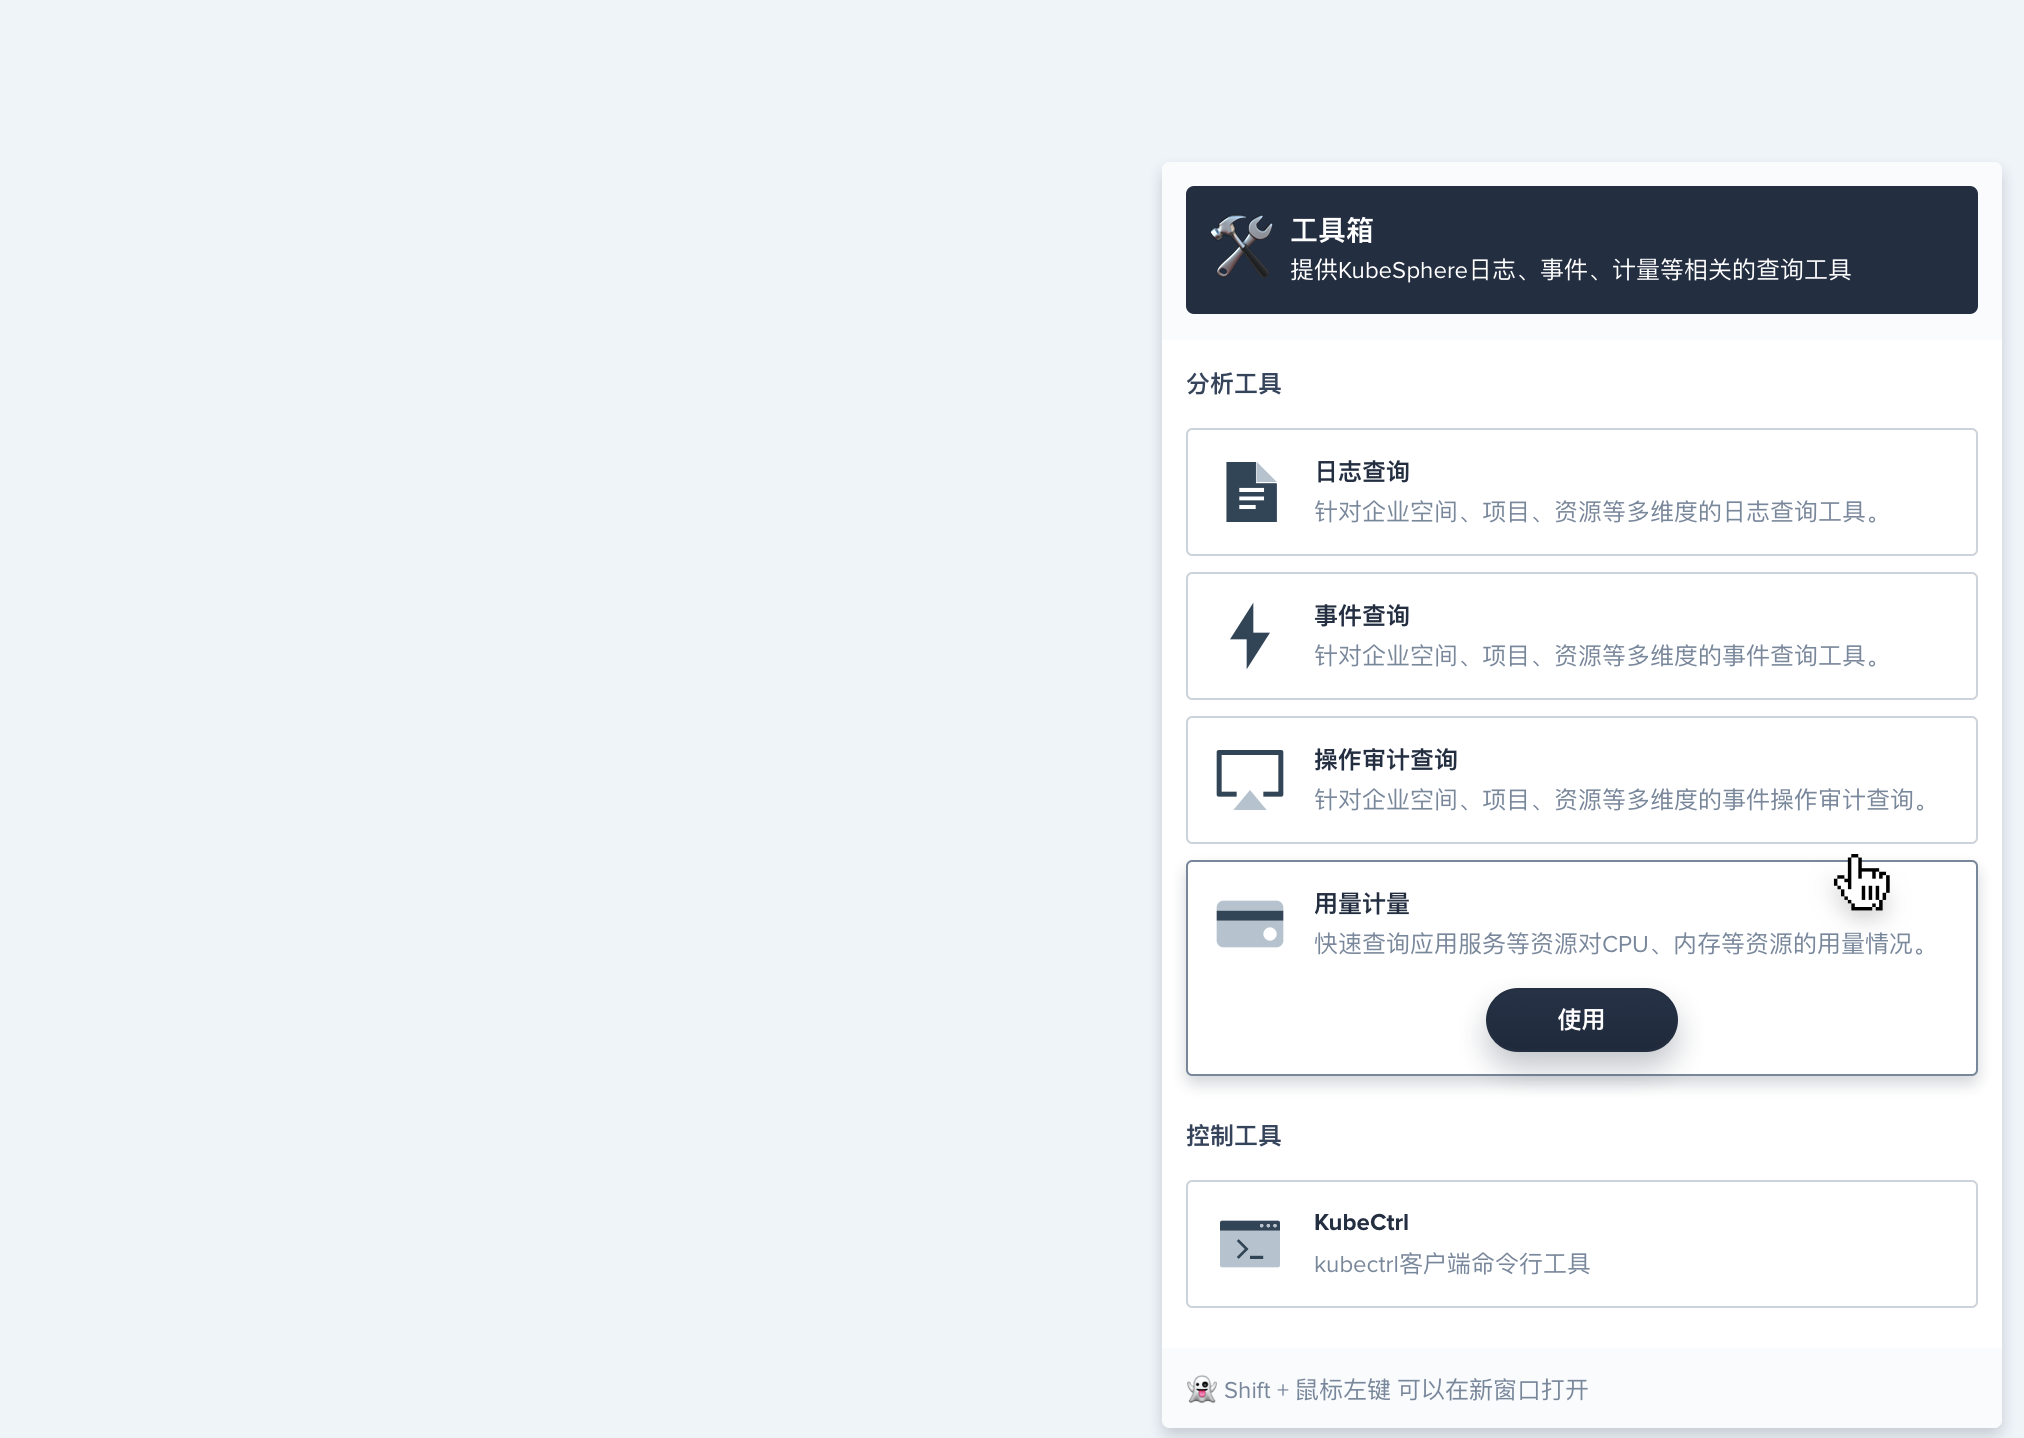 工具箱
提供KubeSphere日志、事件、计量等相关的查询工具
分析工具
日志查询
针对企业空间、项目、资源等多维度的日志查询工具。
事件查询
针对企业空间、项目、资源等多维度的事件查询工具。
操作审计查询
针对企业空间、项目、资源等多维度的事件操作审计查询。
用量计量
快速查询应用服务等资源对CPU、内存等资源的用量情况。
使用
控制工具
KubeCtrl
kubectrl客户端命令行工具
Shift + 鼠标左键 可以在新窗口打开